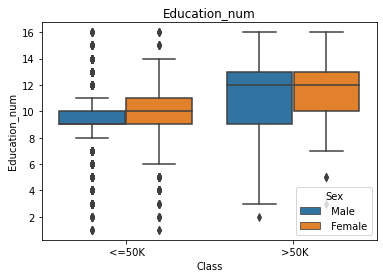 Education_num
Education_num
16
14
12
10
8
6
4
2
<=50K
>50K
Class
Sex
Male
Female